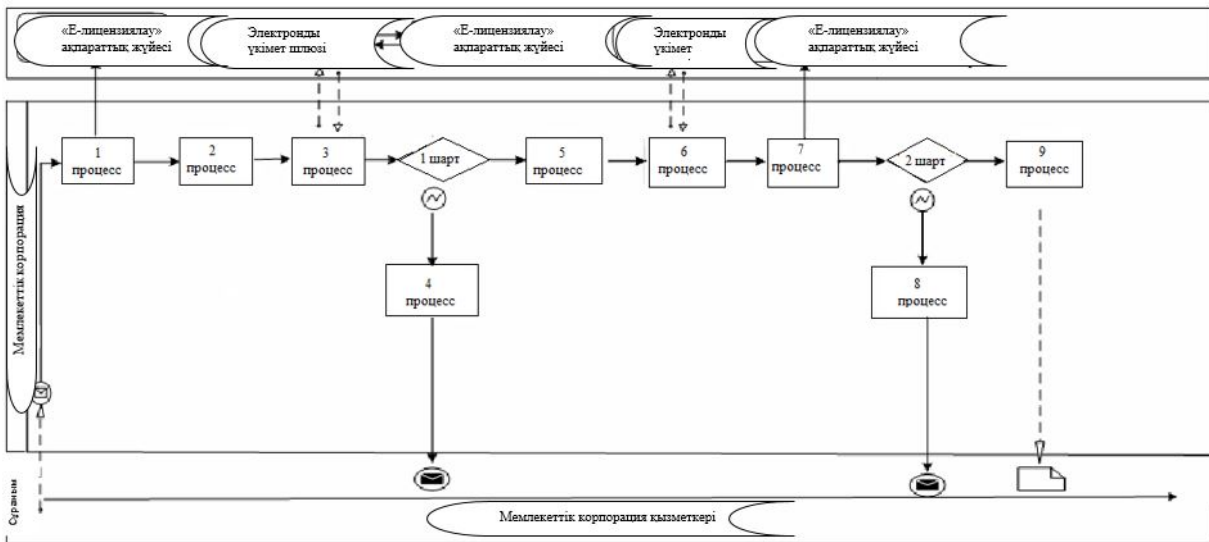 «Е-лицензиялау»
ақпараттық жүйесі
Электронды
үкімет шлюзі
«Е-лицензиялау»
ақпараттық жүйесі
Электронды
үкімет
«Е-лицензиялау»
ақпараттық жүйесі
Мемлекеттік корпорация
1
процесс
2
процесс
3
процесс
1 шарт
5
процесс
6
процесс
7
процесс
2 шарт
9
процесс
4
процесс
8
процесс
Сұраным
Мемлекеттік корпорация қызметкері